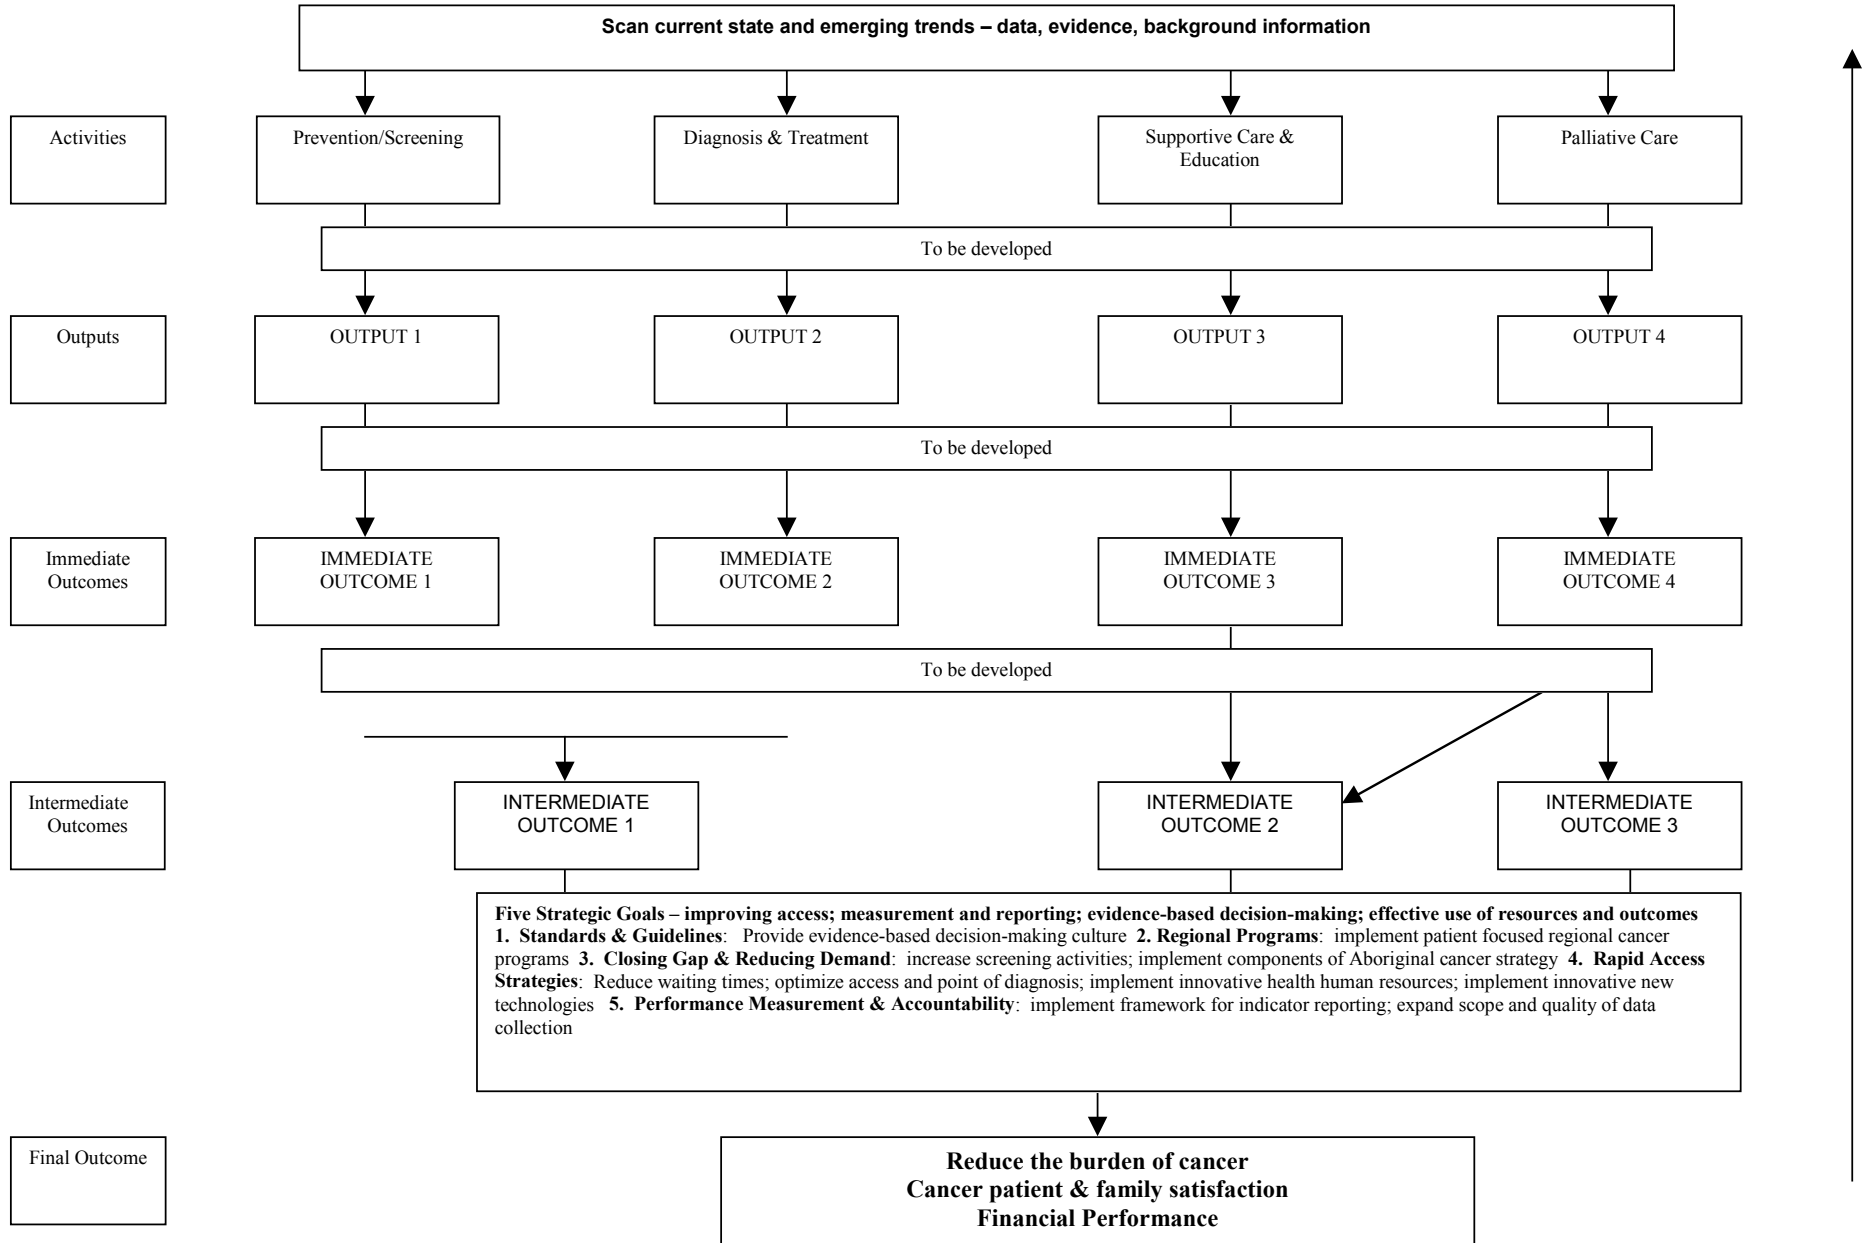 Scan current state and emerging trends – data, evidence, background information
Activities
Prevention/Screening
Diagnosis & Treatment
Supportive Care &
Education
Palliative Care
To be developed
Outputs
OUTPUT 1
OUTPUT 2
OUTPUT 3
OUTPUT 4
To be developed
Immediate
Outcomes
IMMEDIATE
OUTCOME 1
IMMEDIATE
OUTCOME 2
IMMEDIATE
OUTCOME 3
IMMEDIATE
OUTCOME 4
To be developed
Intermediate
Outcomes
INTERMEDIATE
OUTCOME 1
INTERMEDIATE
OUTCOME 2
INTERMEDIATE
OUTCOME 3
Five Strategic Goals – improving access; measurement and reporting; evidence-based decision-making; effective use of resources and outcomes
1. Standards & Guidelines: Provide evidence-based decision-making culture 2. Regional Programs: implement patient focused regional cancer
programs 3. Closing Gap & Reducing Demand: increase screening activities; implement components of Aboriginal cancer strategy 4. Rapid Access
Strategies: Reduce waiting times; optimize access and point of diagnosis; implement innovative health human resources; implement innovative new
technologies 5. Performance Measurement & Accountability: implement framework for indicator reporting; expand scope and quality of data
collection
Final Outcome
Reduce the burden of cancer
Cancer patient & family satisfaction
Financial Performance